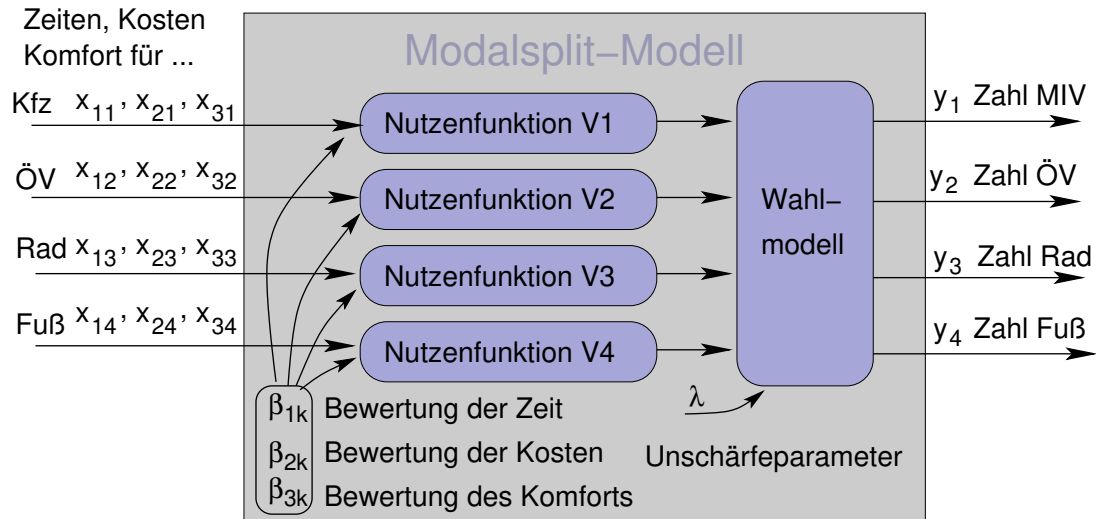 Zeiten, Kosten
Komfort für ...
Modalsplit–Modell
Kfz x11, x21, x31
Nutzenfunktion V1
y1 Zahl MIV
ÖV x12, x22, x32
Nutzenfunktion V2
Wahl–
modell
y2 Zahl ÖV
Rad x13, x23, x33
Nutzenfunktion V3
y3 Zahl Rad
Fuß x14, x24, x34
Nutzenfunktion V4
y4 Zahl Fuß
β1k Bewertung der Zeit
λ
β2k Bewertung der Kosten
Unschärfeparameter
β3k Bewertung des Komforts